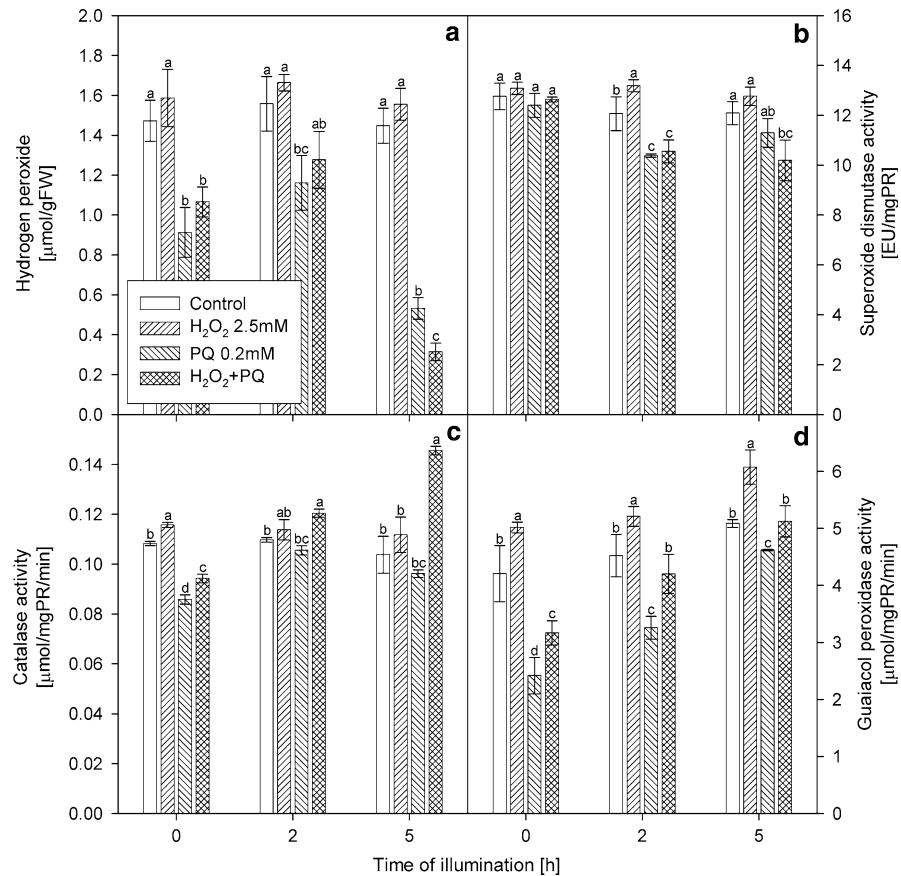 a
b
c
d
Hydrogen peroxide
[μmol/gFW]
2.0
1.8
1.6
1.4
1.2
1.0
0.8
0.6
0.4
0.2
0.0
a a b b
a a bc ab
a a b c
Control
H₂O₂ 2.5mM
PQ 0.2mM
H₂O₂+PQ
Superoxide dismutase activity
[EU/mgPR]
16
14
12
10
8
6
4
2
0
a a a a
b a c c
a a ab bc
Catalase activity
[μmol/mgPR/min]
0.14
0.12
0.10
0.08
0.06
0.04
0.02
0.00
b a d c
b ab bc a
b b bc a
Guaiacol peroxidase activity
[μmol/mgPR/min]
6
5
4
3
2
1
0
b a d c
b a c b
b a c b
0 2 5 0 2 5
Time of illumination [h]